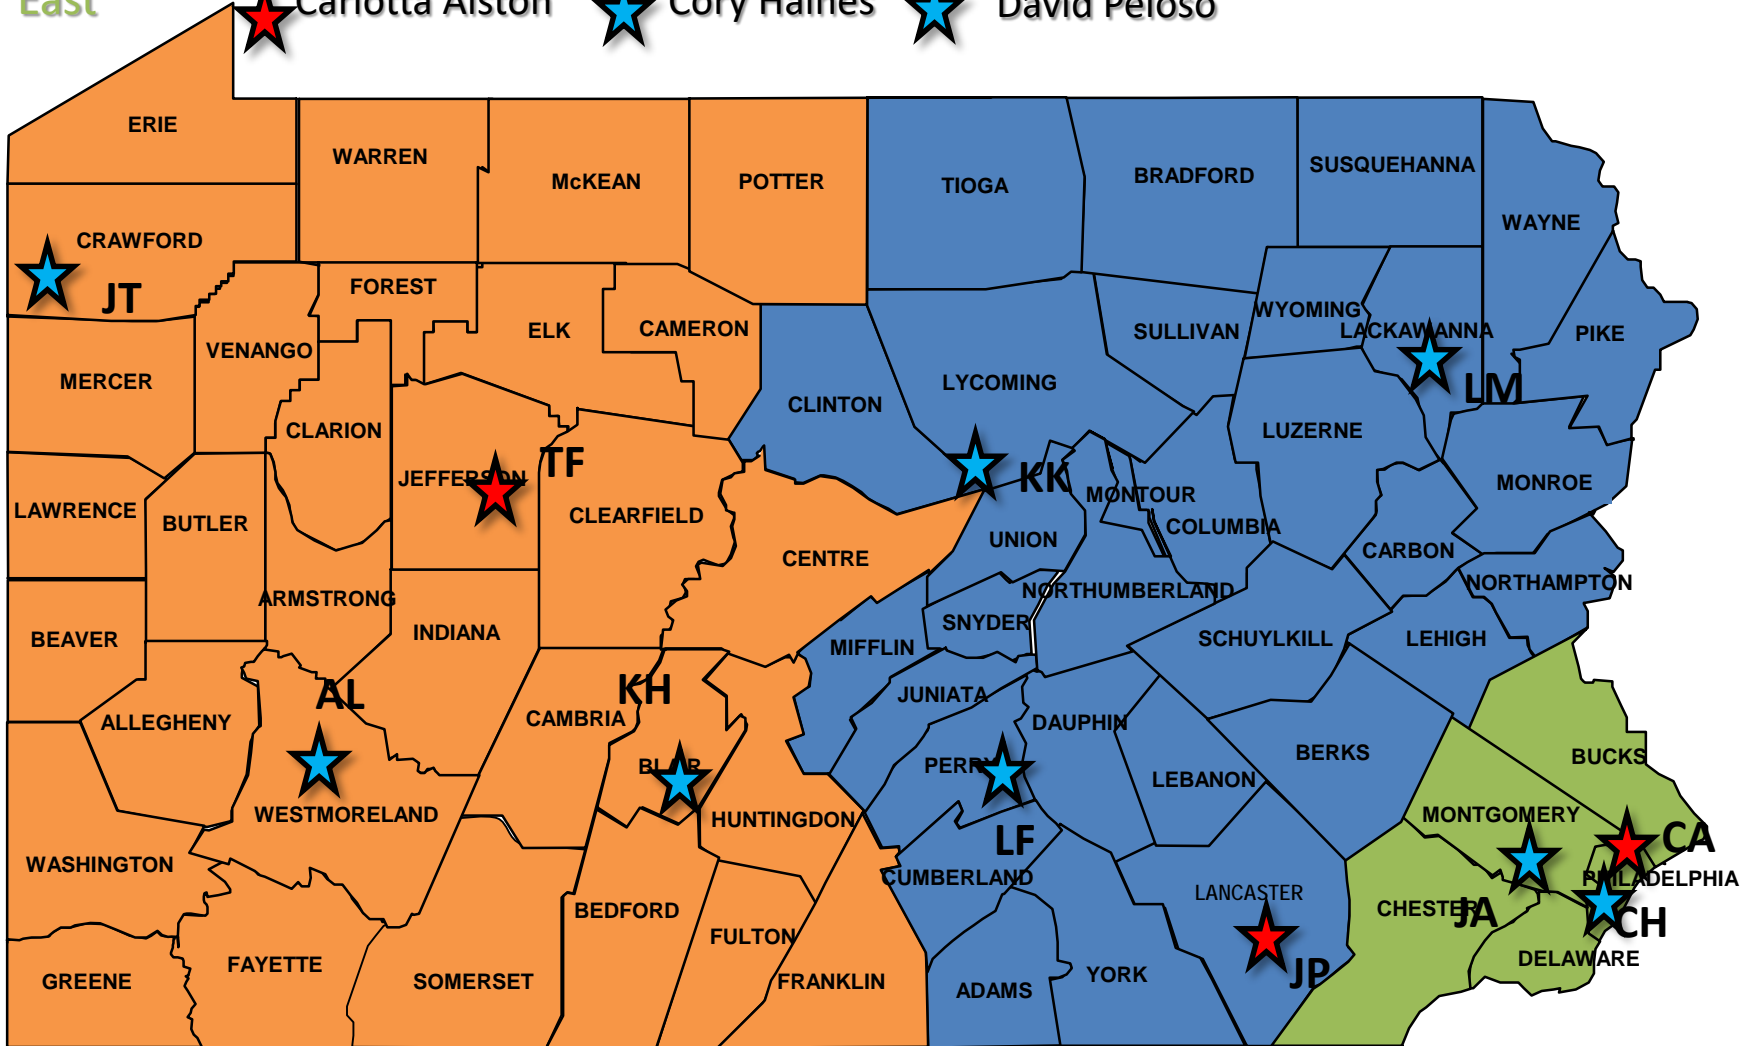 East Carlotta Alston Cory Haines David Peloso
ERIE
WARREN
McKEAN
POTTER
TIOGA
BRADFORD
SUSQUEHANNA
WAYNE
CRAWFORD
JT
FOREST
VENANGO
ELK
CAMERON
SULLIVAN
WYOMING
LACKAWANNA
PIKE
MERCER
CLARION
CLINTON
LYCOMING
LM
LUZERNE
JEFFERSON
TF
KK
MONTOUR
MONROE
LAWRENCE
BUTLER
CLEARFIELD
CENTRE
UNION
COLUMBIA
CARBON
NORTHAMPTON
ARMSTRONG
INDIANA
NORTHUMBERLAND
SNYDER
BEAVER
MIFFLIN
SCHUYLKILL
LEHIGH
AL
KH
JUNIATA
ALLEGHENY
CAMBRIA
DAUPHIN
BERKS
BUCKS
BLAIR
PERRY
LEBANON
WESTMORELAND
HUNTINGDON
MONTGOMERY
CA
LF
WASHINGTON
CUMBERLAND
LANCASTER
PHILADELPHIA
BEDFORD
CHESTER
JA
CH
FULTON
FAYETTE
DELAWARE
GREENE
SOMERSET
FRANKLIN
ADAMS
YORK
JP